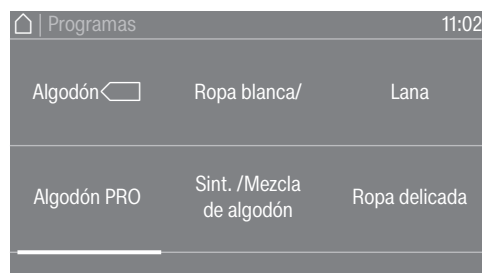 | Programas 11:02
Algodón Ropa blanca/ Lana
Algodón PRO Sint. /Mezcla de algodón Ropa delicada